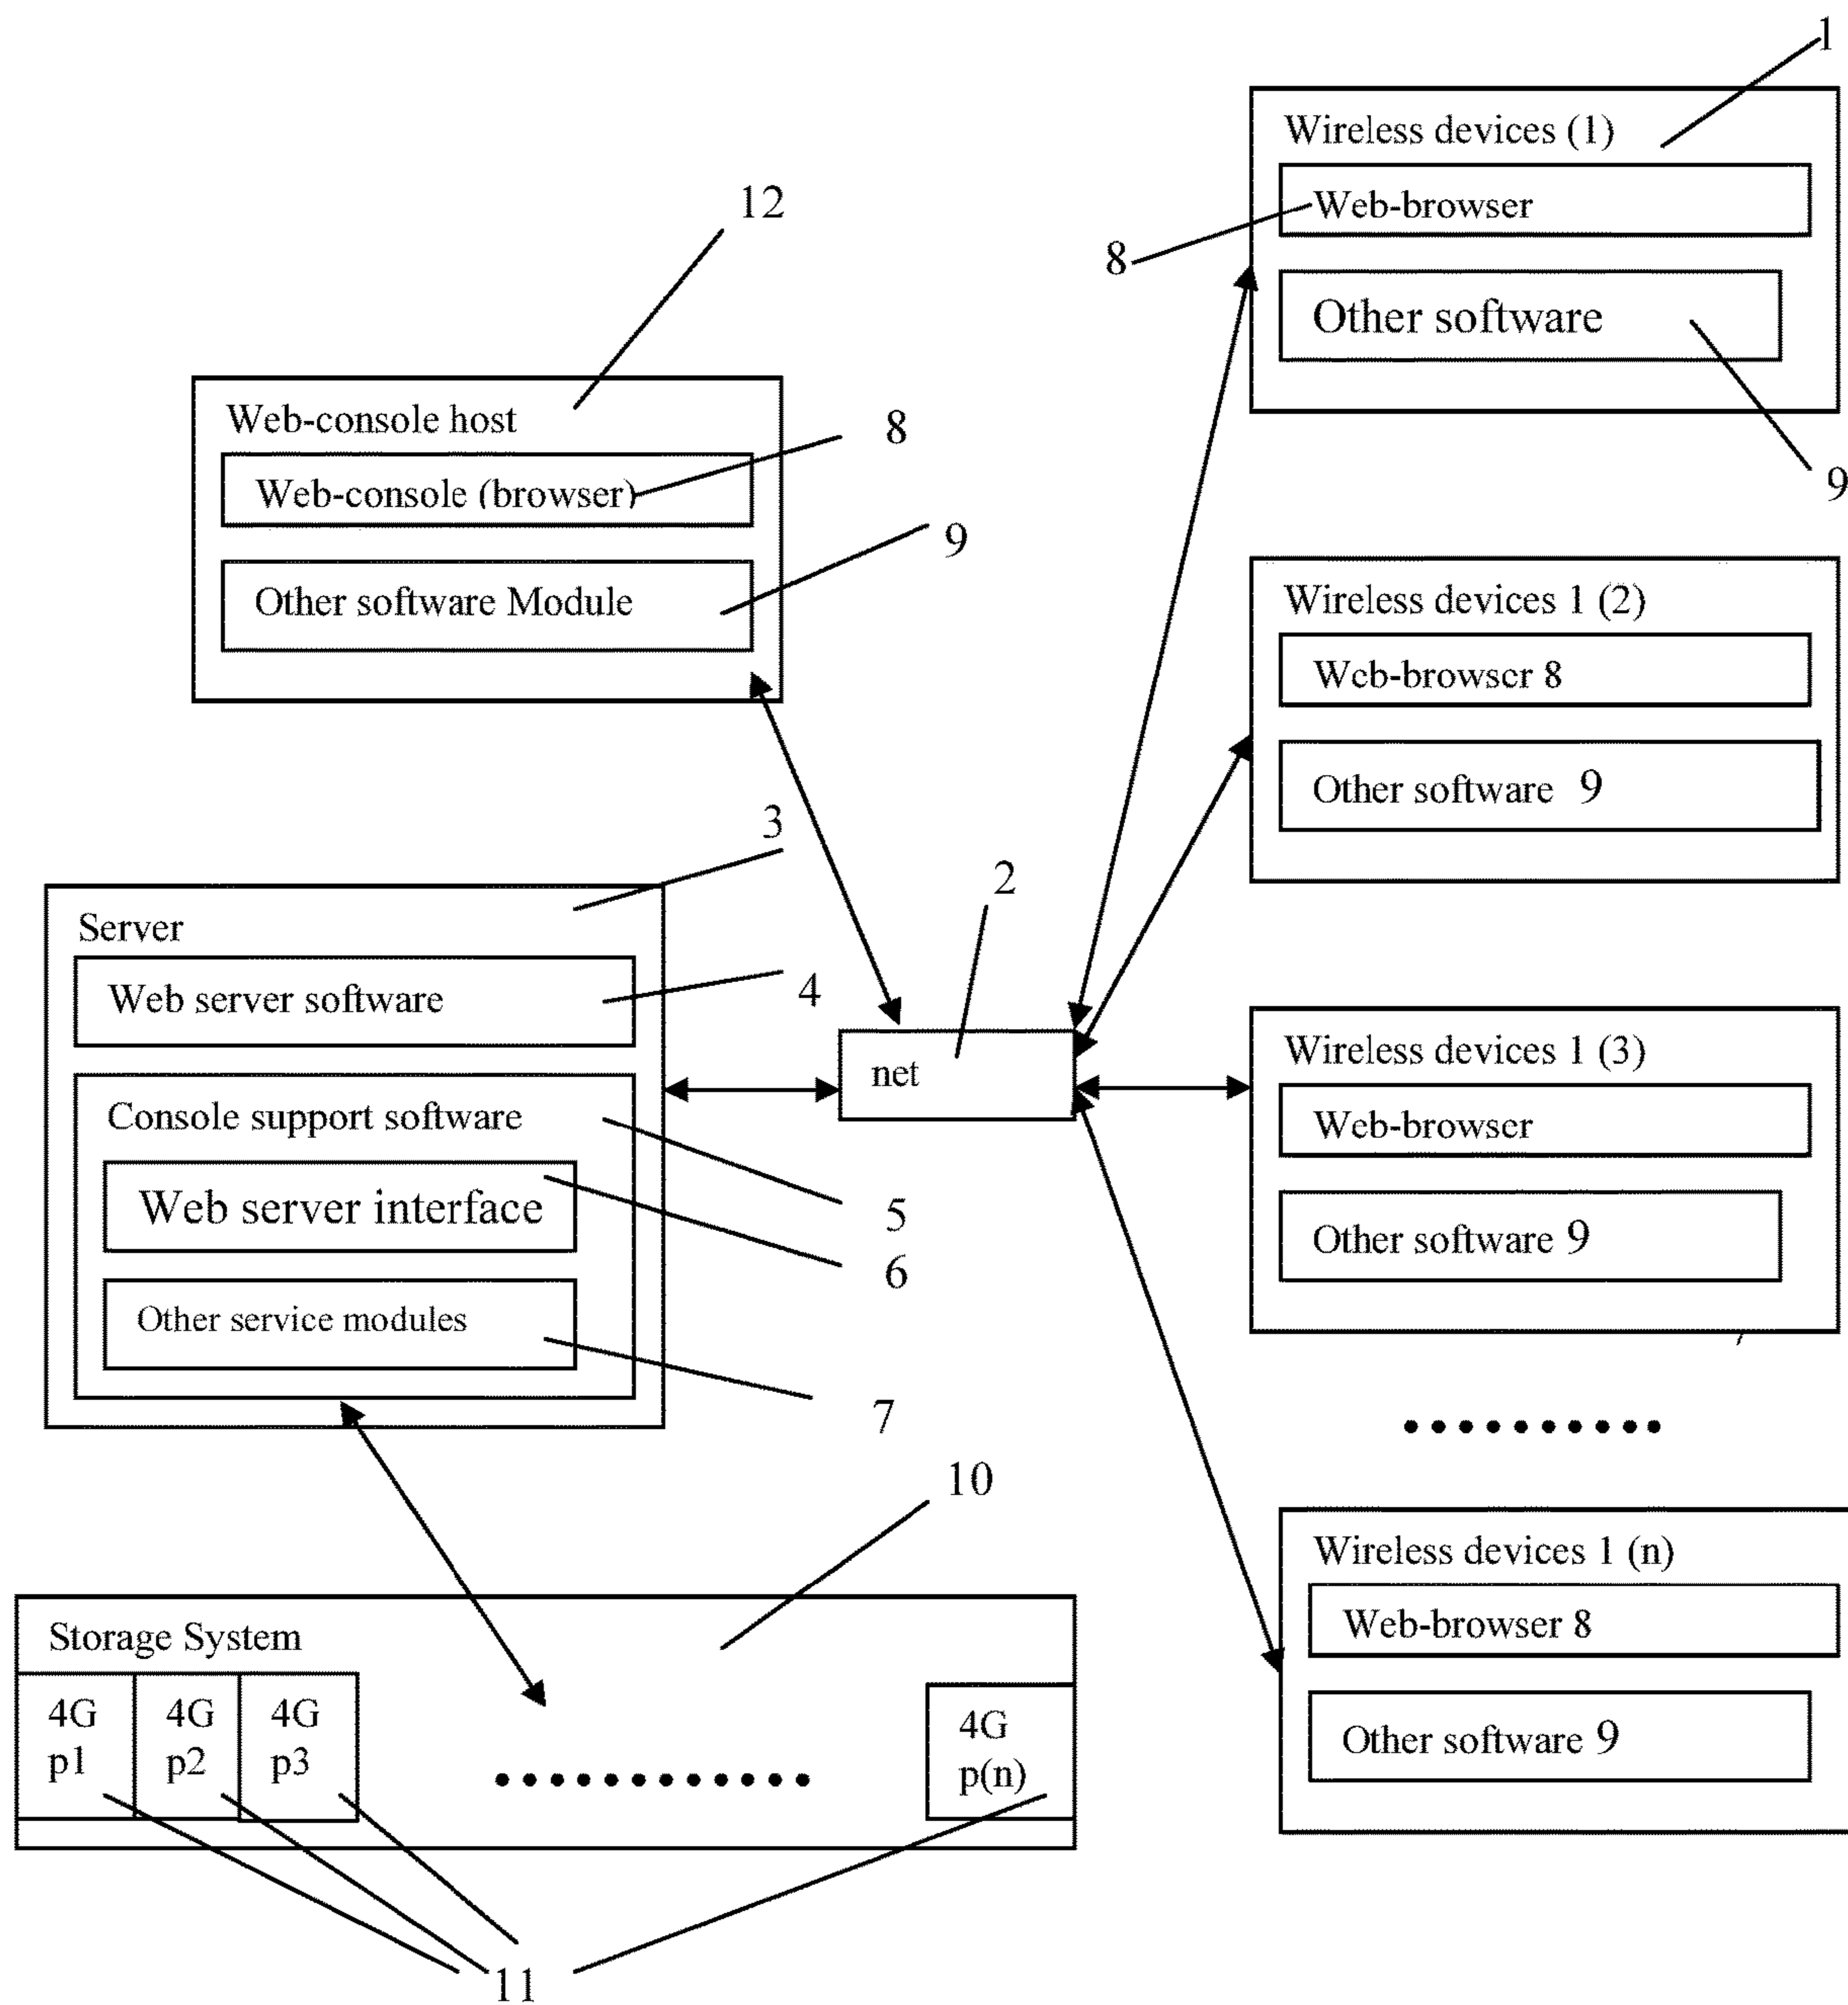 1
Wireless devices (1)
Web-browser
8
Other software
9
12
Web-console host
Web-console (browser)
8
Other software Module
9
Wireless devices 1 (2)
Web-browser 8
Other software 9
3
Server
Web server software
4
Console support software
5
Web server interface
6
Other service modules
7
2
net
Wireless devices 1 (3)
Web-browser
Other software 9
Wireless devices 1 (n)
Web-browser 8
Other software 9
10
Storage System
4G
p1
4G
p2
4G
p3
4G
p(n)
11